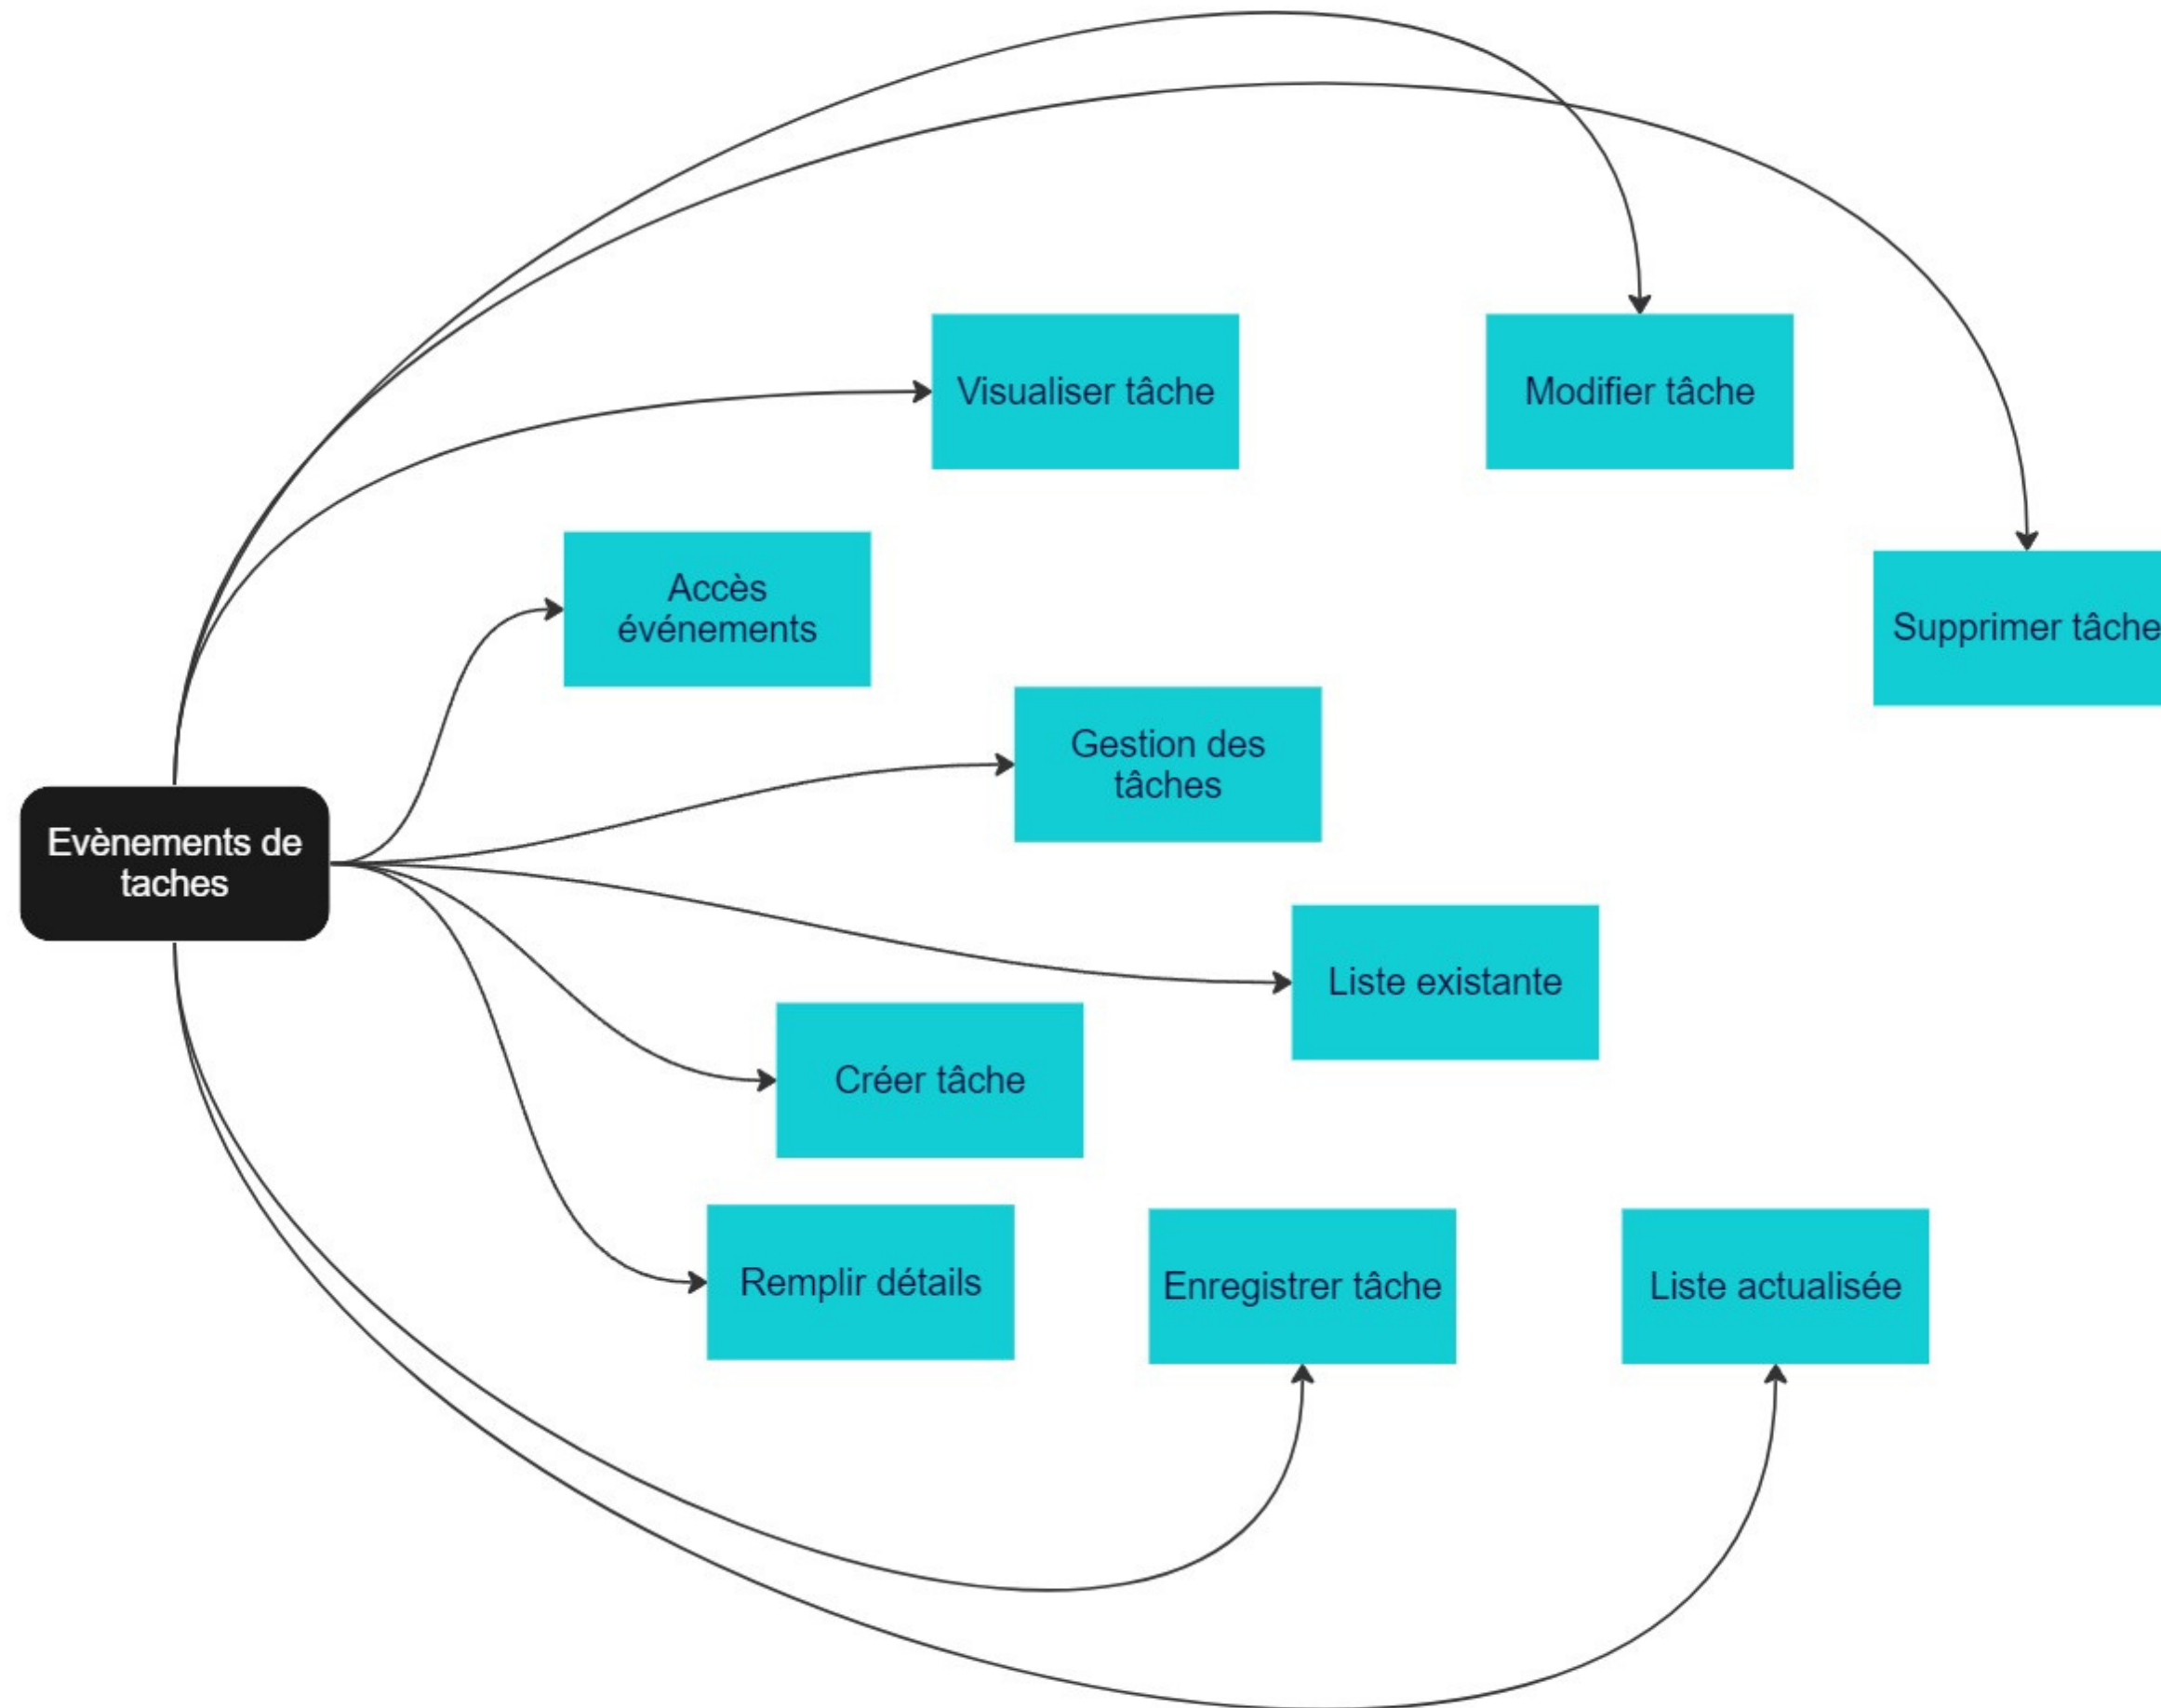 Visualiser tâche
Modifier tâche
Accès
événements
Supprimer tâche
Gestion des
tâches
Evènements de
taches
Liste existante
Créer tâche
Remplir détails
Enregistrer tâche
Liste actualisée